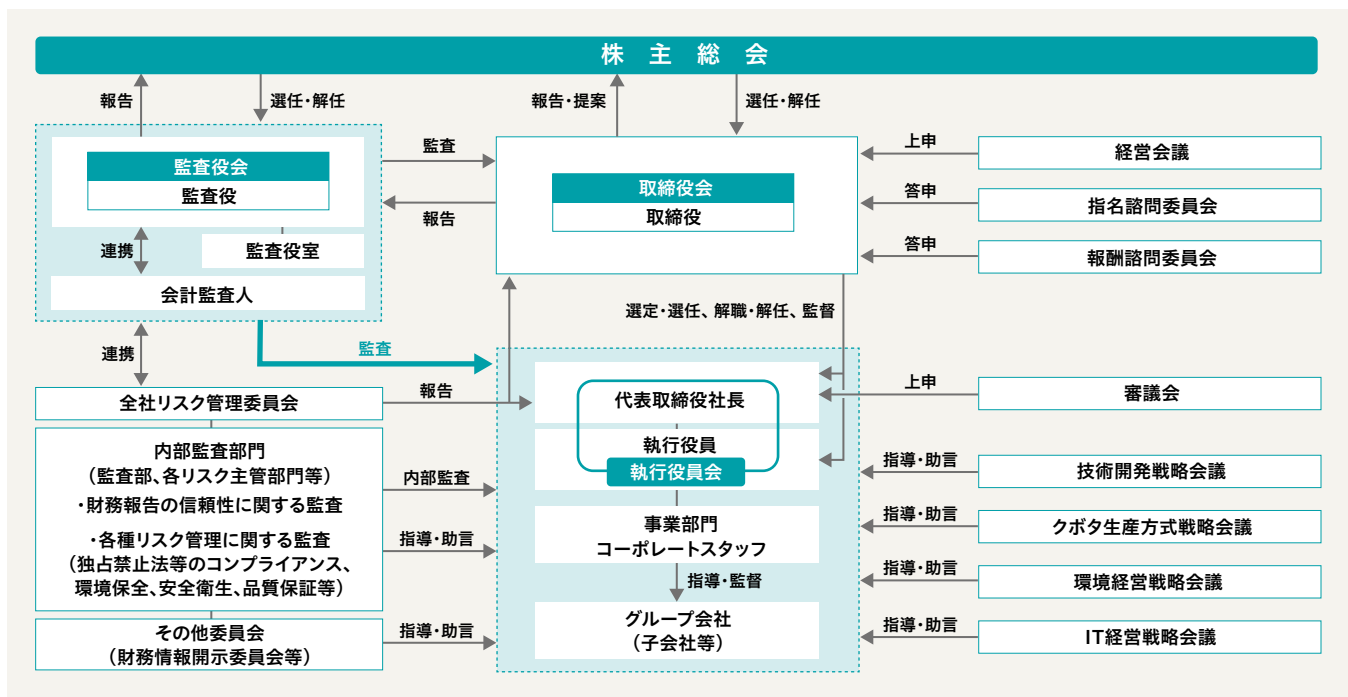 株主総会
報告
選任・解任
報告・提案
選任・解任
監査役会
監査役
監査役室
連携
会計監査人
監査
報告
取締役会
取締役
上申
経営会議
答申
指名諮問委員会
答申
報酬諮問委員会
選定・選任、解職・解任、監督
連携
監査
全社リスク管理委員会
報告
内部監査部門
（監査部、各リスク主管部門等）
・財務報告の信頼性に関する監査
・各種リスク管理に関する監査
（独占禁止法等のコンプライアンス、
環境保全、安全衛生、品質保証等）
内部監査
指導・助言
その他委員会
（財務情報開示委員会等）
指導・助言
代表取締役社長
執行役員
執行役員会
事業部門
コーポレートスタッフ
指導・監督
グループ会社
（子会社等）
上申
審議会
指導・助言
技術開発戦略会議
指導・助言
クボタ生産方式戦略会議
指導・助言
環境経営戦略会議
指導・助言
IT経営戦略会議